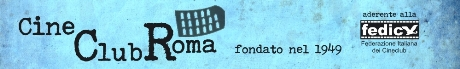 Cine
ClubRoma
fondato nel 1949
aderente alla
fedic
Federazione Italiana
dei Cineclub